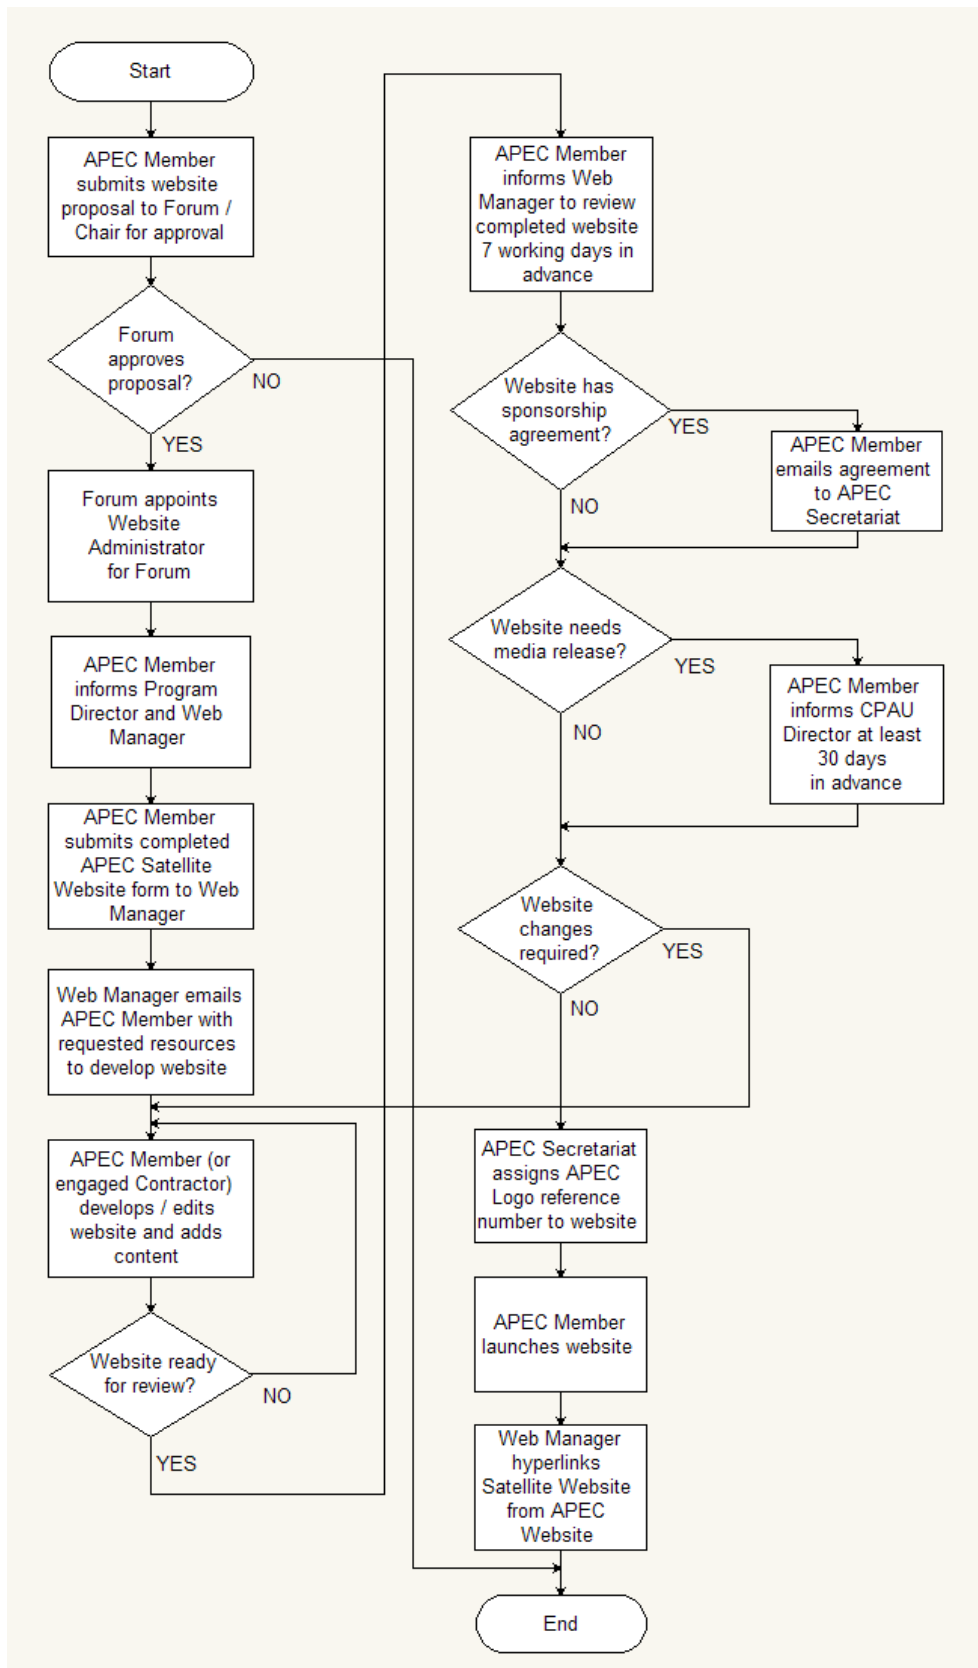 Start
APEC Member
submits website
proposal to Forum /
Chair for approval
Forum
approves
proposal?
NO
YES
Forum appoints
Website
Administrator
for Forum
APEC Member
informs Program
Director and Web
Manager
APEC Member
submits completed
APEC Satellite
Website form to Web
Manager
Web Manager emails
APEC Member with
requested resources
to develop website
APEC Member (or
engaged Contractor)
develops / edits
website and adds
content
Website ready
for review?
NO
YES
APEC Member
informs Web
Manager to review
completed website
7 working days in
advance
Website has
sponsorship
agreement?
YES
NO
APEC Member
emails agreement
to APEC
Secretariat
Website needs
media release?
YES
NO
APEC Member
informs CPAU
Director at least
30 days
in advance
Website
changes
required?
YES
NO
APEC Secretariat
assigns APEC
Logo reference
number to website
APEC Member
launches website
Web Manager
hyperlinks
Satellite Website
from APEC
Website
End